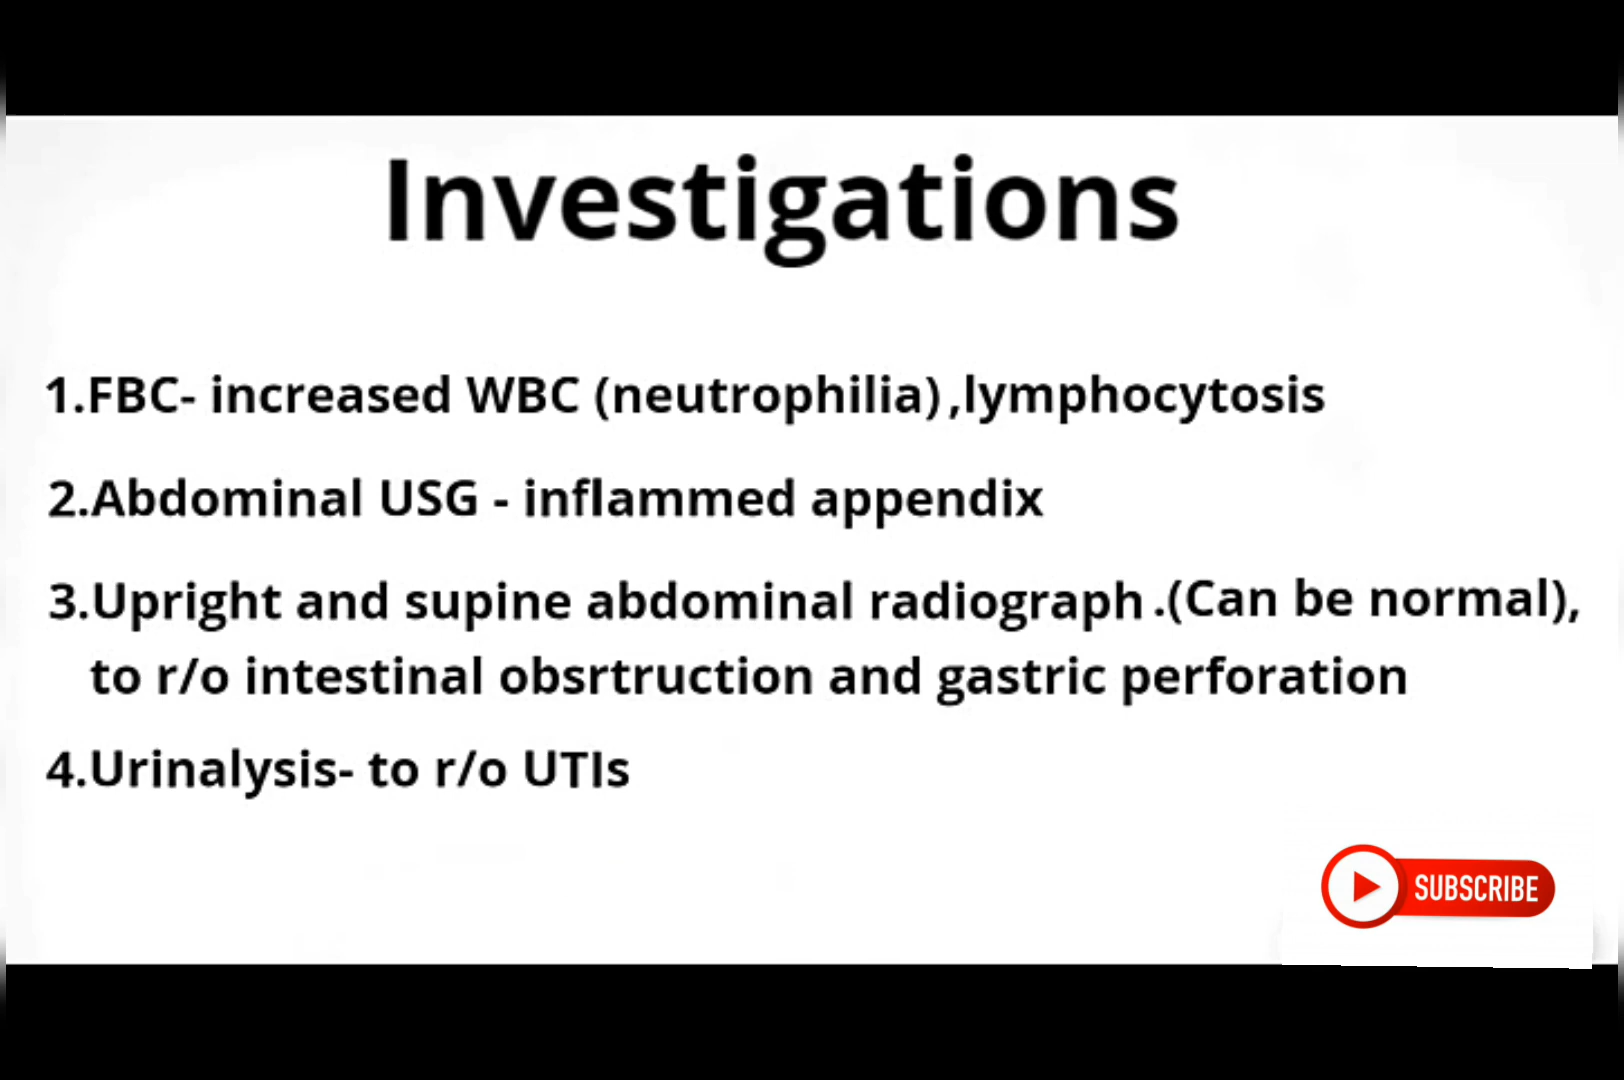 Investigations
1.FBC- increased WBC (neutrophilia),lymphocytosis
2.Abdominal USG - inflammed appendix
3.Upright and supine abdominal radiograph.(Can be normal),
to r/o intestinal obsrtruction and gastric perforation
4.Urinalysis- to r/o UTIs
SUBSCRIBE